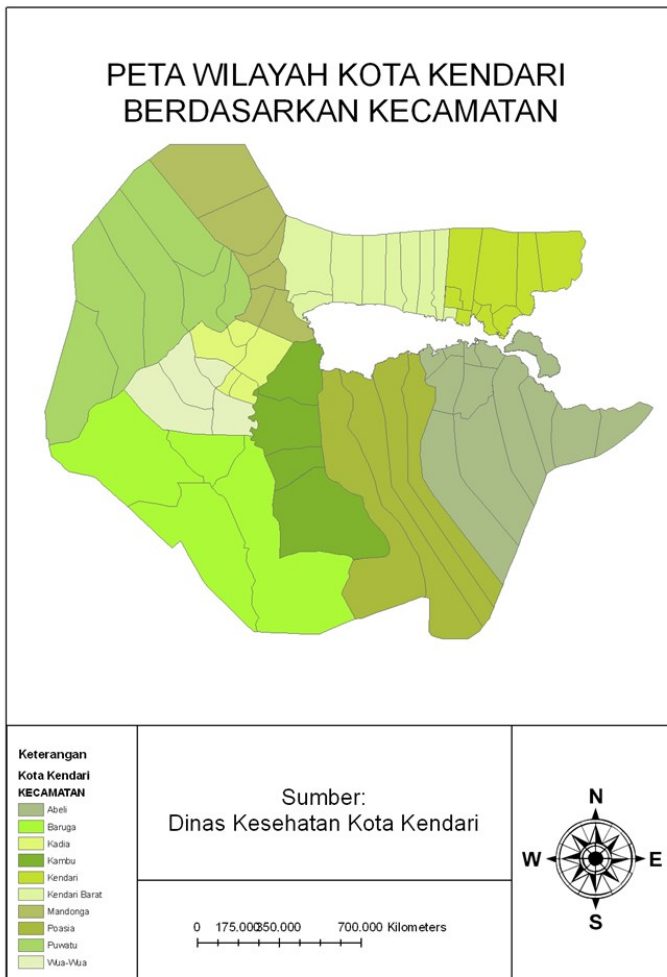 PETA WILAYAH KOTA KENDARI
BERDASARKAN KECAMATAN
Keterangan
Kota Kendari
KECAMATAN
Abeli
Baruga
Kadia
Kambu
Kendari
Kendari Barat
Mandonga
Poasia
Puwatu
Wua-Wua
Sumber:
Dinas Kesehatan Kota Kendari
0 175.000 350.000 700.000 Kilometers
N
W E
S